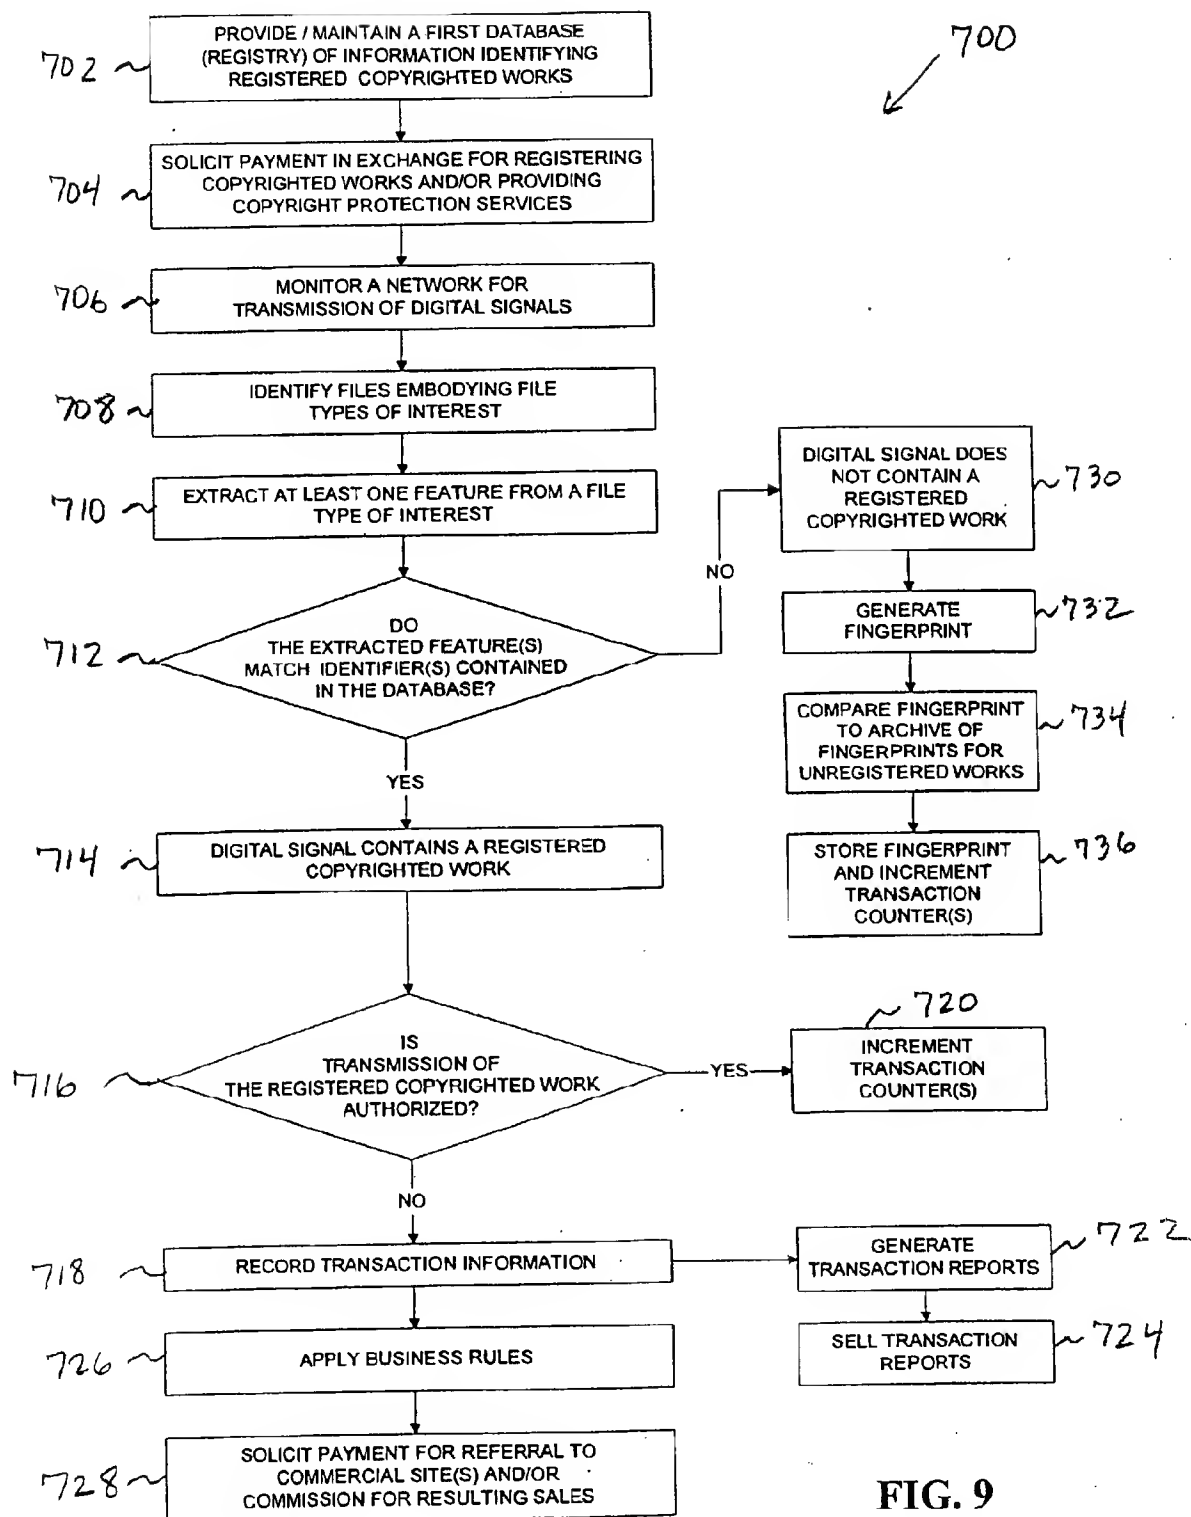 700
702
PROVIDE / MAINTAIN A FIRST DATABASE
(REGISTRY) OF INFORMATION IDENTIFYING
REGISTERED COPYRIGHTED WORKS
704
SOLICIT PAYMENT IN EXCHANGE FOR REGISTERING
COPYRIGHTED WORKS AND/OR PROVIDING
COPYRIGHT PROTECTION SERVICES
706
MONITOR A NETWORK FOR
TRANSMISSION OF DIGITAL SIGNALS
708
IDENTIFY FILES EMBODYING FILE
TYPES OF INTEREST
710
EXTRACT AT LEAST ONE FEATURE FROM A FILE
TYPE OF INTEREST
712
DO
THE EXTRACTED FEATURE(S)
MATCH IDENTIFIER(S) CONTAINED
IN THE DATABASE?
NO
DIGITAL SIGNAL DOES
NOT CONTAIN A
REGISTERED
COPYRIGHTED WORK
730
GENERATE
FINGERPRINT
732
COMPARE FINGERPRINT
TO ARCHIVE OF
FINGERPRINTS FOR
UNREGISTERED WORKS
734
STORE FINGERPRINT
AND INCREMENT
TRANSACTION
COUNTER(S)
736
YES
714
DIGITAL SIGNAL CONTAINS A REGISTERED
COPYRIGHTED WORK
716
IS
TRANSMISSION OF
THE REGISTERED COPYRIGHTED WORK
AUTHORIZED?
YES
720
INCREMENT
TRANSACTION
COUNTER(S)
NO
718
RECORD TRANSACTION INFORMATION
GENERATE
TRANSACTION REPORTS
722
SELL TRANSACTION
REPORTS
724
726
APPLY BUSINESS RULES
728
SOLICIT PAYMENT FOR REFERRAL TO
COMMERCIAL SITE(S) AND/OR
COMMISSION FOR RESULTING SALES
FIG. 9